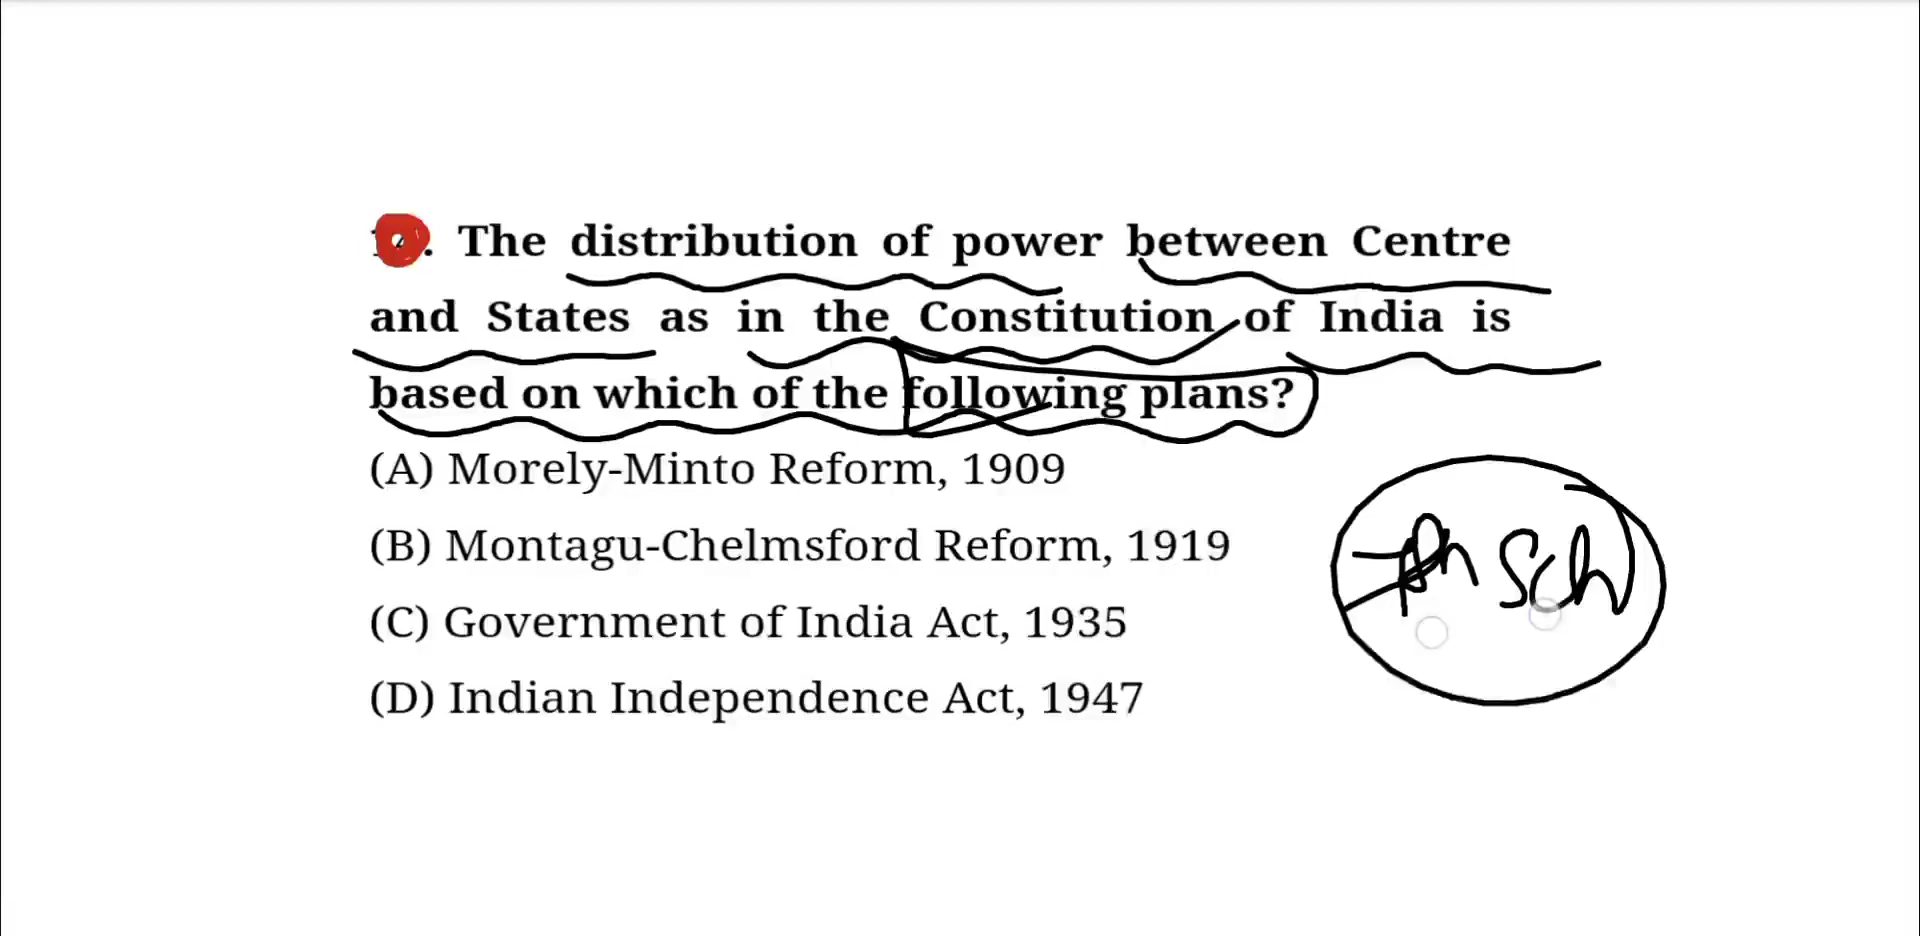 The distribution of power between Centre
and States as in the Constitution of India is
based on which of the following plans?
(A) Morely-Minto Reform, 1909
(B) Montagu-Chelmsford Reform, 1919
(C) Government of India Act, 1935
(D) Indian Independence Act, 1947
Sch